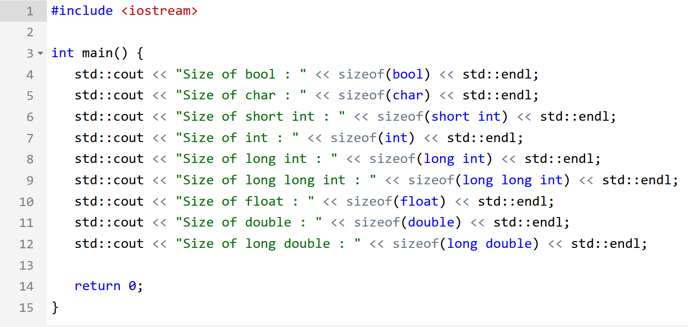 1 #include <iostream>
2
3 int main() {
4 std::cout << "Size of bool : " << sizeof(bool) << std::endl;
5 std::cout << "Size of char : " << sizeof(char) << std::endl;
6 std::cout << "Size of short int : " << sizeof(short int) << std::endl;
7 std::cout << "Size of int : " << sizeof(int) << std::endl;
8 std::cout << "Size of long int : " << sizeof(long int) << std::endl;
9 std::cout << "Size of long long int : " << sizeof(long long int) << std::endl;
10 std::cout << "Size of float : " << sizeof(float) << std::endl;
11 std::cout << "Size of double : " << sizeof(double) << std::endl;
12 std::cout << "Size of long double : " << sizeof(long double) << std::endl;
13
14 return 0;
15 }